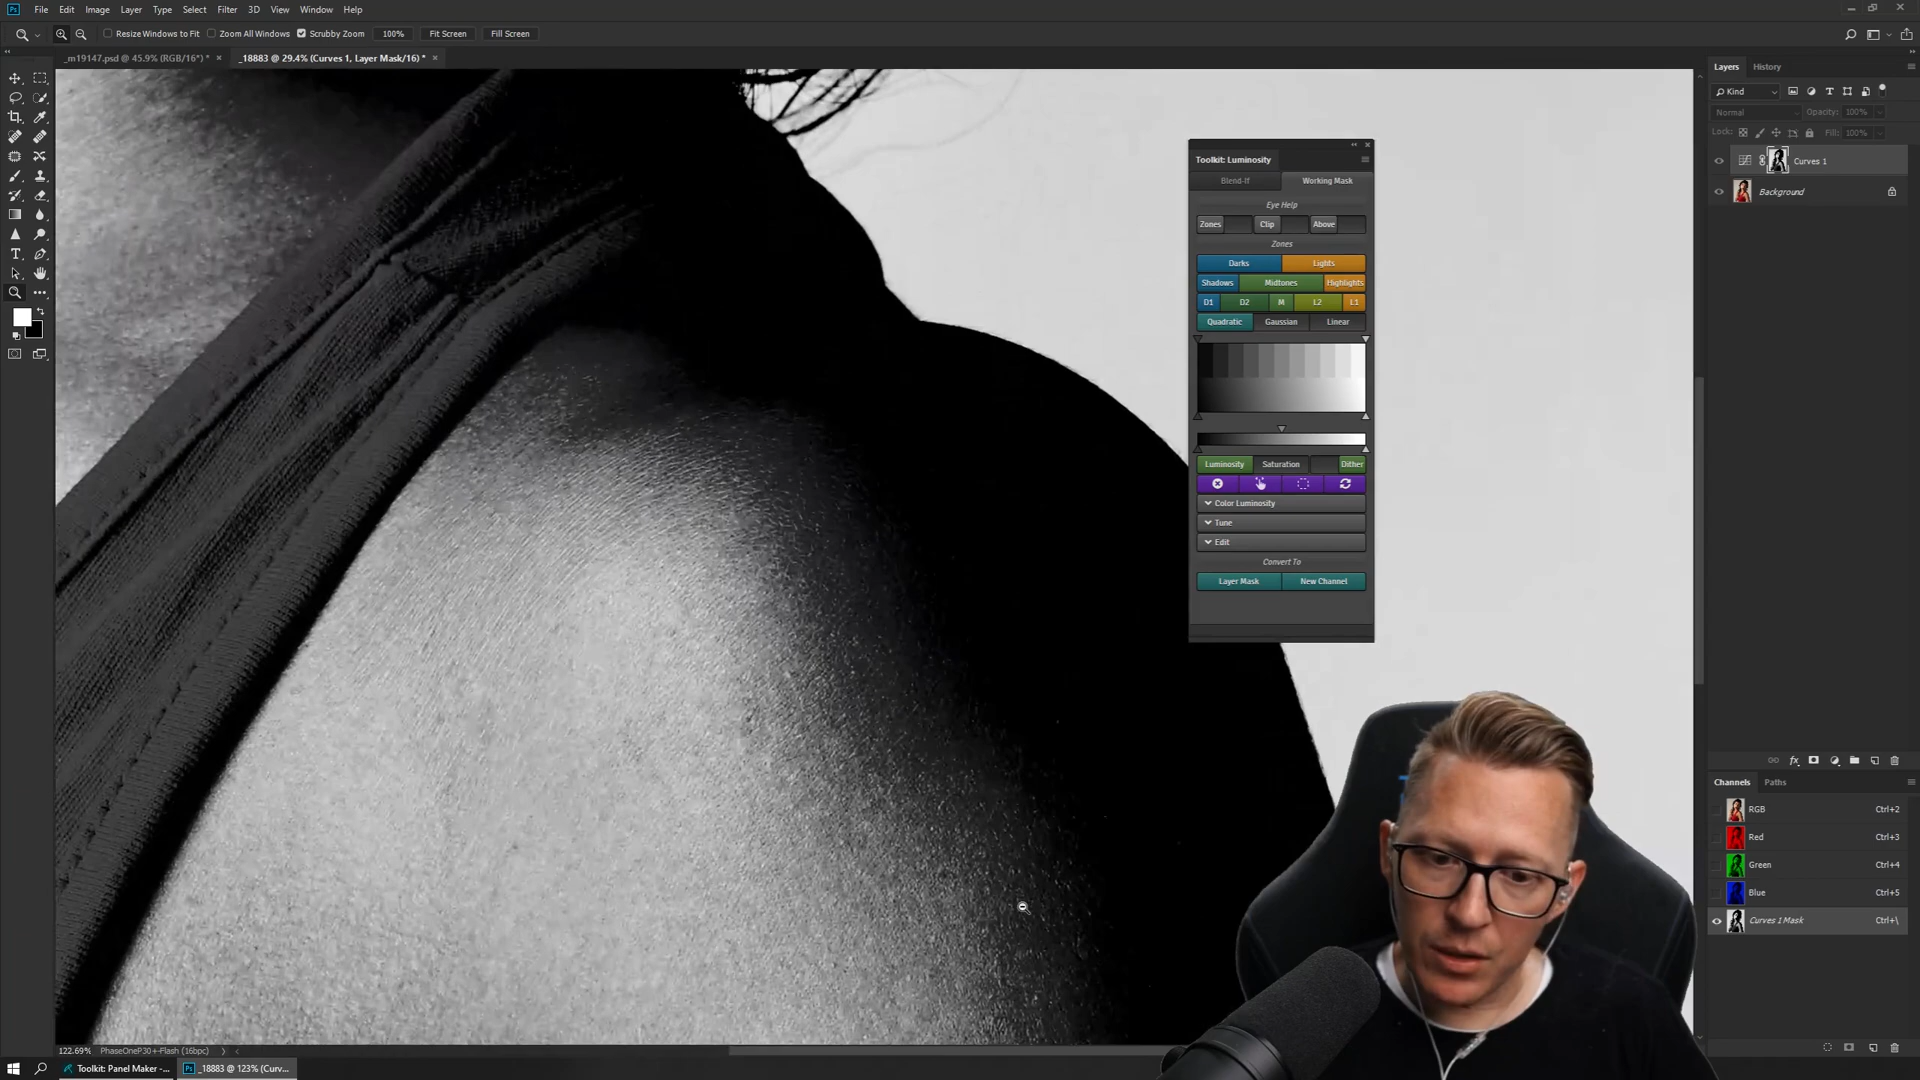 Ps File Edit Image Layer Type Select Filter 3D View Window Help
Resize Windows to Fit Zoom All Windows Scrubby Zoom 100% Fit Screen Fill Screen
_m19147.psd @ 45.9% (RGB/16*) * × _18883 @ 29.4% (Curves 1, Layer Mask/16) * ×
Layers History
Kind
Normal Opacity: 100%
Lock: Fill: 100%
Curves 1
Background
Toolkit: Luminosity
Blend-If Working Mask
Eye Help
Zones Clip Above
Zones
Darks Lights
Shadows Midtones Highlights
D1 D2 M L2 L1
Quadratic Gaussian Linear
Luminosity Saturation Dither
Color Luminosity
Tune
Edit
Convert To
Layer Mask New Channel
Channels Paths
RGB Ctrl+2
Red Ctrl+3
Green Ctrl+4
Blue Ctrl+5
Curves 1 Mask Ctrl+\
122.69% PhaseOneP30+-Flash (16bpc)
Toolkit: Panel Maker -... Ps _18883 @ 123% (Curv...